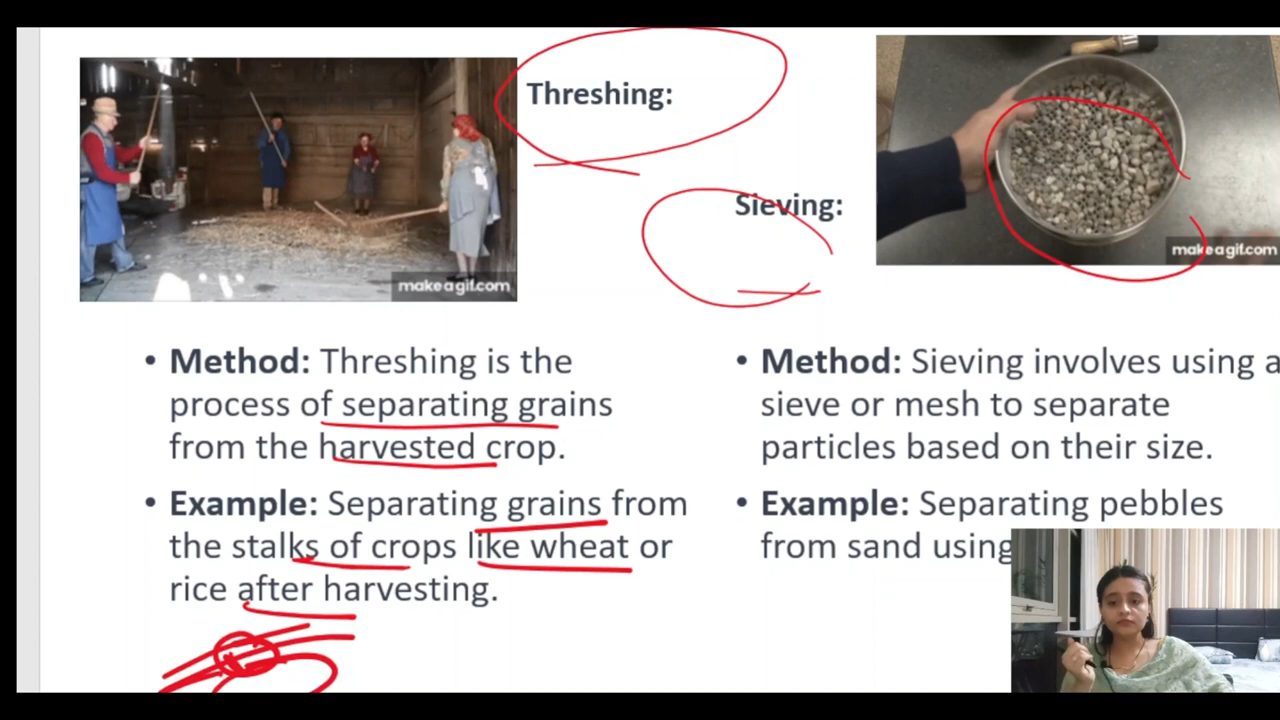 Threshing:
Sieving:
makeagif.com
makeagif.com
• Method: Threshing is the
process of separating grains
from the harvested crop.
• Example: Separating grains from
the stalks of crops like wheat or
rice after harvesting.
• Method: Sieving involves using a
sieve or mesh to separate
particles based on their size.
• Example: Separating pebbles
from sand using